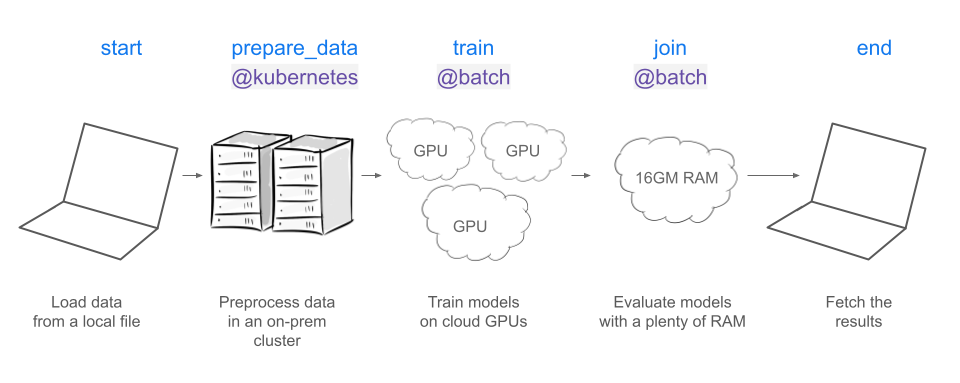 start
prepare_data
train
join
end
@kubernetes
@batch
@batch
GPU
GPU
GPU
16GM RAM
Load data
from a local file
Preprocess data
in an on-prem
cluster
Train models
on cloud GPUs
Evaluate models
with a plenty of RAM
Fetch the
results